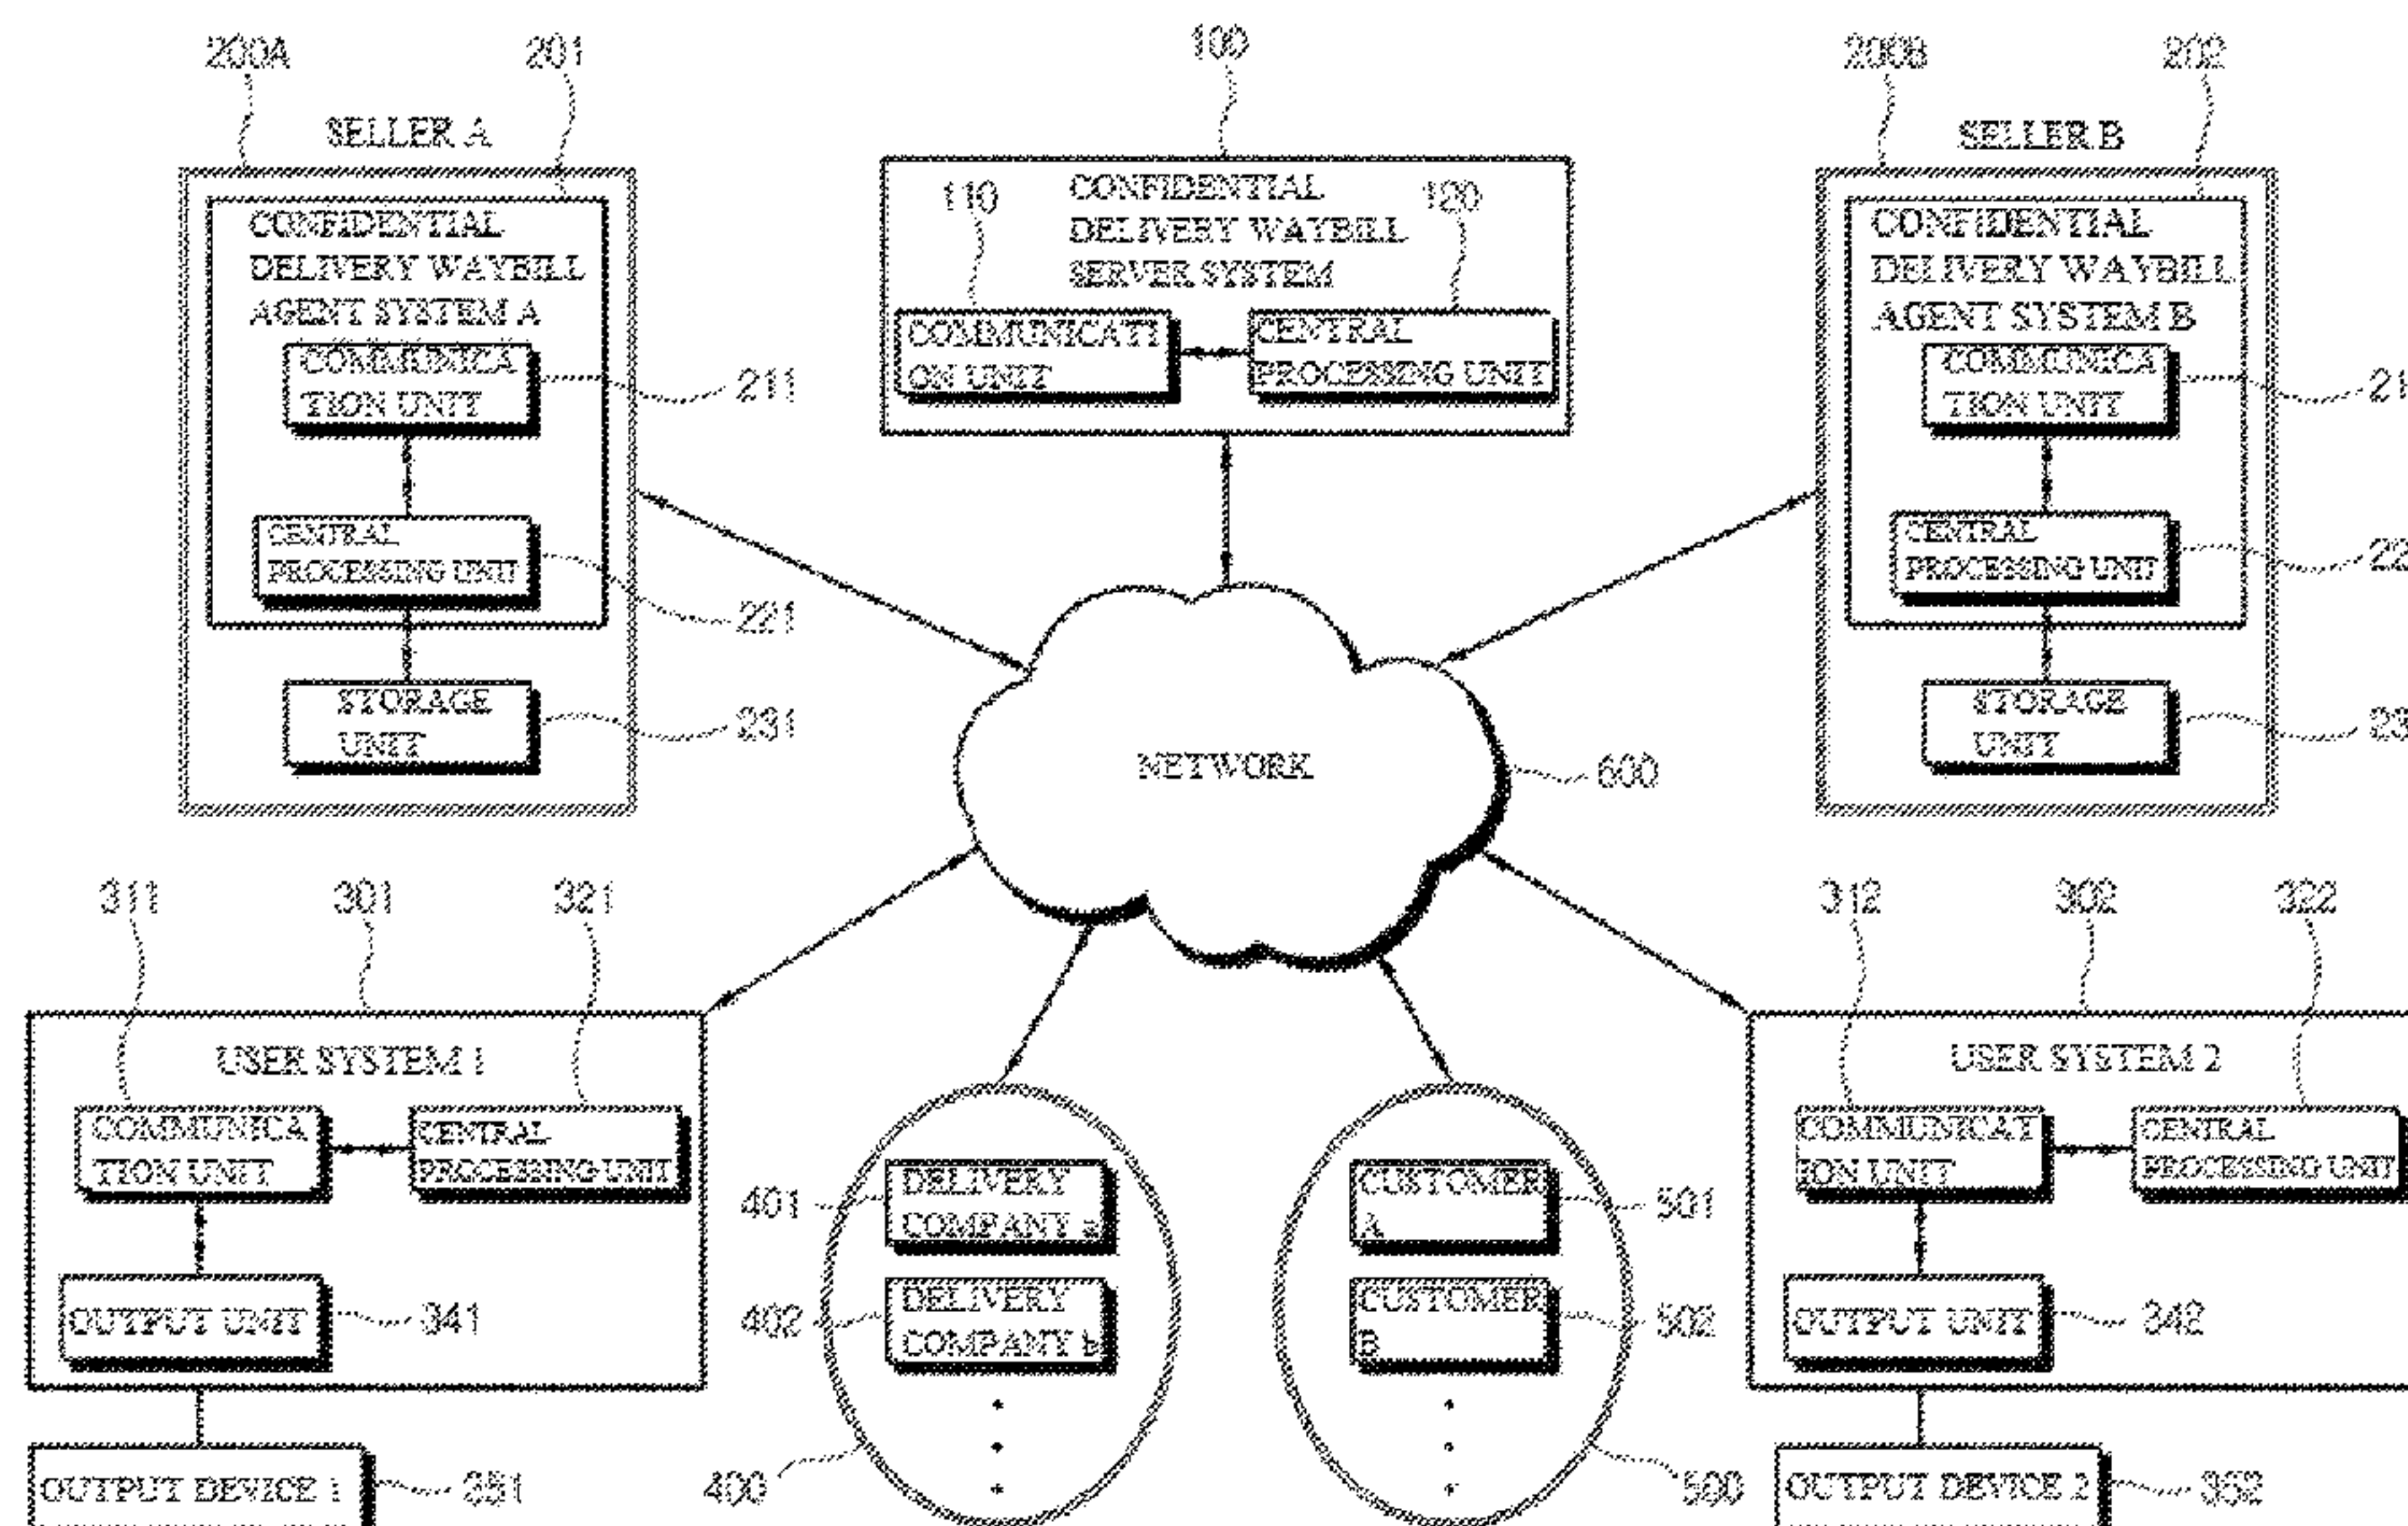 200A
201
100
200B
202
SELLER A
SELLER B
CONFIDENTIAL
DELIVERY WAYBILL
AGENT SYSTEM A
COMMUNICA
TION UNIT
211
CENTRAL
PROCESSING UNIT
221
STORAGE
UNIT
231
110
CONFIDENTIAL
DELIVERY WAYBILL
SERVER SYSTEM
120
COMMUNICATI
ON UNIT
CENTRAL
PROCESSING UNIT
CONFIDENTIAL
DELIVERY WAYBILL
AGENT SYSTEM B
COMMUNICA
TION UNIT
21
CENTRAL
PROCESSING UNIT
22
STORAGE
UNIT
23
NETWORK
600
311
301
321
USER SYSTEM 1
COMMUNICA
TION UNIT
CENTRAL
PROCESSING UNIT
OUTPUT UNIT
341
OUTPUT DEVICE 1
351
401
DELIVERY
COMPANY a
402
DELIVERY
COMPANY b
400
CUSTOMER
A
501
CUSTOMER
B
502
500
312
302
322
USER SYSTEM 2
COMMUNICAT
ION UNIT
CENTRAL
PROCESSING UNIT
OUTPUT UNIT
342
OUTPUT DEVICE 2
352